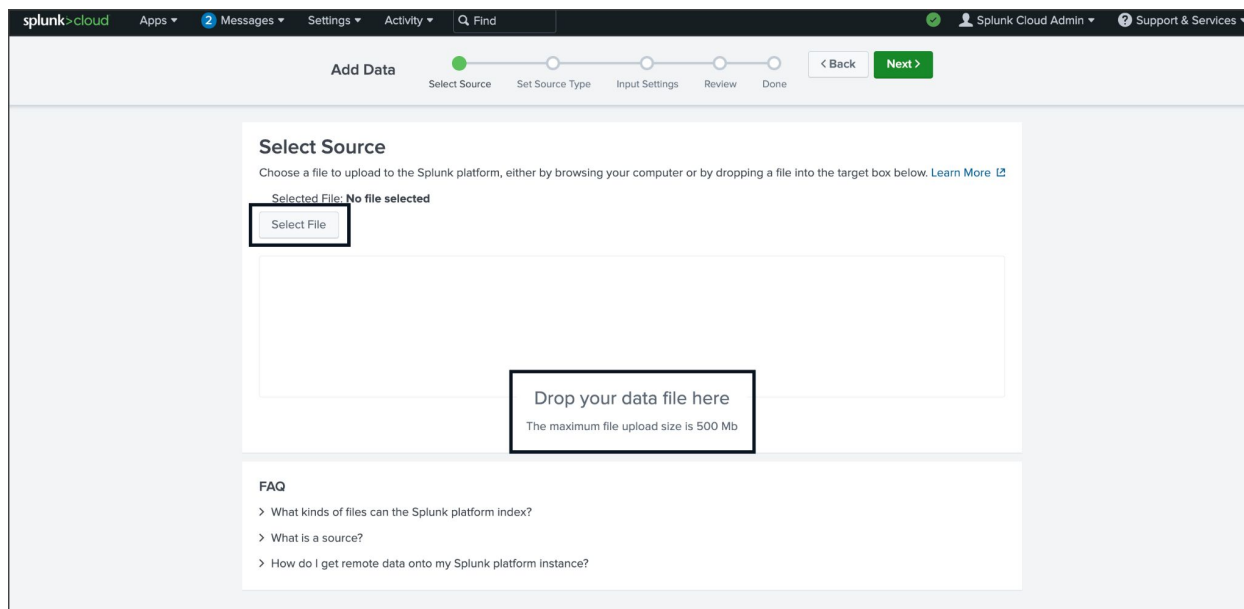 splunk>cloud Apps 2 Messages Settings Activity Find Splunk Cloud Admin Support & Services
Add Data
Select Source Set Source Type Input Settings Review Done
< Back Next >
Select Source
Choose a file to upload to the Splunk platform, either by browsing your computer or by dropping a file into the target box below. Learn More
Selected File: No file selected
Select File
Drop your data file here
The maximum file upload size is 500 Mb
FAQ
> What kinds of files can the Splunk platform index?
> What is a source?
> How do I get remote data onto my Splunk platform instance?